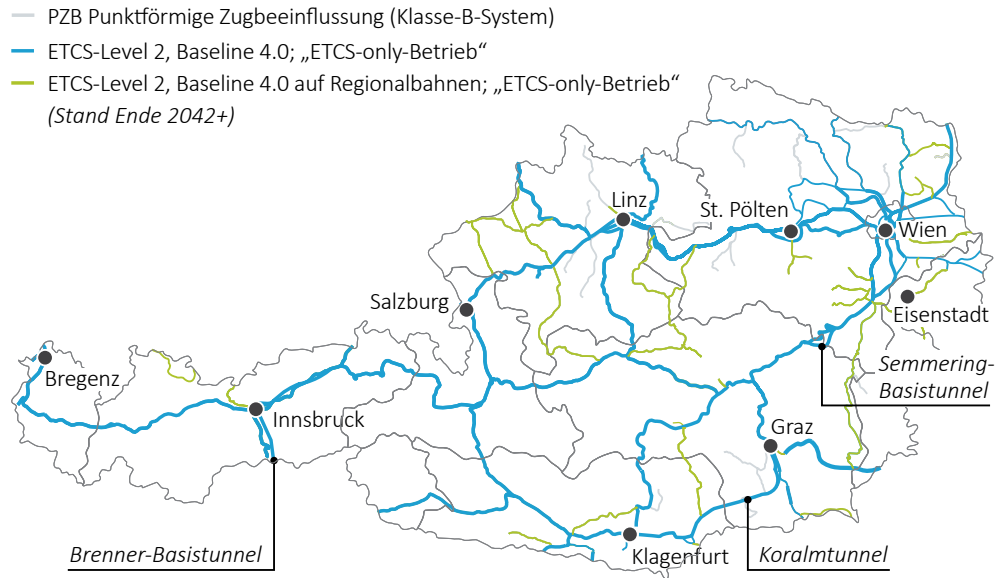 PZB Punktförmige Zugbeeinflussung (Klasse-B-System)
ETCS-Level 2, Baseline 4.0; „ETCS-only-Betrieb“
ETCS-Level 2, Baseline 4.0 auf Regionalbahnen; „ETCS-only-Betrieb“
(Stand Ende 2042+)
Linz
St. Pölten
Wien
Salzburg
Eisenstadt
Bregenz
Semmering-
Basistunnel
Innsbruck
Graz
Brenner-Basistunnel
Klagenfurt
Koralmtunnel